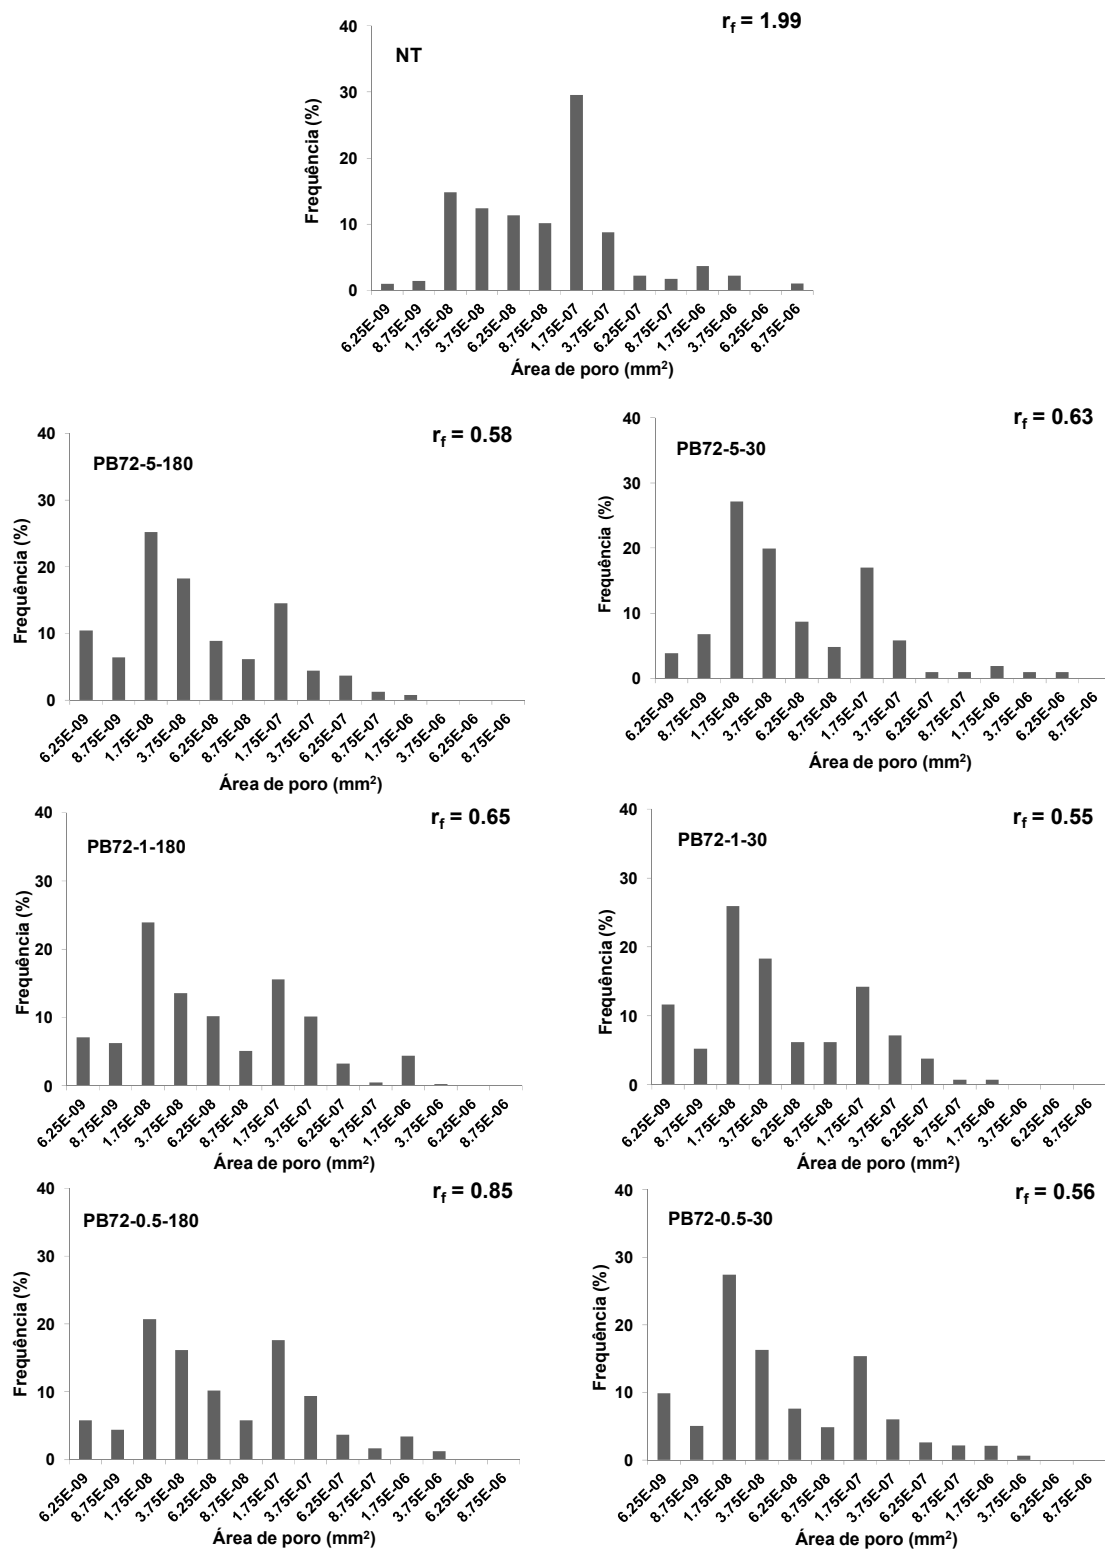 r_f = 1.99
NT
Frequência (%)
40
30
20
10
0
6.25E-09 8.75E-09 1.75E-08 3.75E-08 6.25E-08 8.75E-08 1.75E-07 3.75E-07 6.25E-07 8.75E-07 1.75E-06 3.75E-06 6.25E-06 8.75E-06
Área de poro (mm²)
r_f = 0.58
PB72-5-180
Frequência (%)
40
30
20
10
0
6.25E-09 8.75E-09 1.75E-08 3.75E-08 6.25E-08 8.75E-08 1.75E-07 3.75E-07 6.25E-07 8.75E-07 1.75E-06 3.75E-06 6.25E-06 8.75E-06
Área de poro (mm²)
r_f = 0.63
PB72-5-30
Frequência (%)
40
30
20
10
0
6.25E-09 8.75E-09 1.75E-08 3.75E-08 6.25E-08 8.75E-08 1.75E-07 3.75E-07 6.25E-07 8.75E-07 1.75E-06 3.75E-06 6.25E-06 8.75E-06
Área de poro (mm²)
r_f = 0.65
PB72-1-180
Frequência (%)
40
30
20
10
0
6.25E-09 8.75E-09 1.75E-08 3.75E-08 6.25E-08 8.75E-08 1.75E-07 3.75E-07 6.25E-07 8.75E-07 1.75E-06 3.75E-06 6.25E-06 8.75E-06
Área de poro (mm²)
r_f = 0.55
PB72-1-30
Frequência (%)
40
30
20
10
0
6.25E-09 8.75E-09 1.75E-08 3.75E-08 6.25E-08 8.75E-08 1.75E-07 3.75E-07 6.25E-07 8.75E-07 1.75E-06 3.75E-06 6.25E-06 8.75E-06
Área de poro (mm²)
r_f = 0.85
PB72-0.5-180
Frequência (%)
40
30
20
10
0
6.25E-09 8.75E-09 1.75E-08 3.75E-08 6.25E-08 8.75E-08 1.75E-07 3.75E-07 6.25E-07 8.75E-07 1.75E-06 3.75E-06 6.25E-06 8.75E-06
Área de poro (mm²)
r_f = 0.56
PB72-0.5-30
Frequência (%)
40
30
20
10
0
6.25E-09 8.75E-09 1.75E-08 3.75E-08 6.25E-08 8.75E-08 1.75E-07 3.75E-07 6.25E-07 8.75E-07 1.75E-06 3.75E-06 6.25E-06 8.75E-06
Área de poro (mm²)